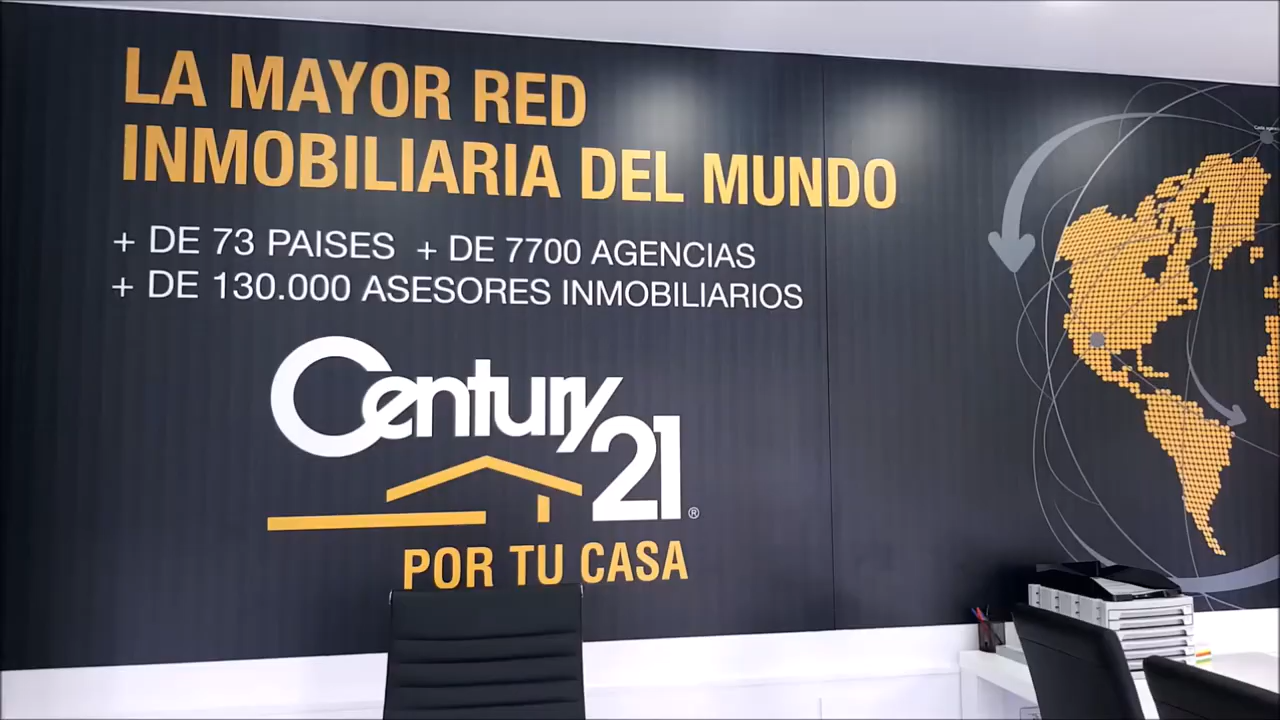 LA MAYOR RED
INMOBILIARIA DEL MUNDO
+ DE 73 PAISES + DE 7700 AGENCIAS
+ DE 130.000 ASESORES INMOBILIARIOS
Century
21®
POR TU CASA